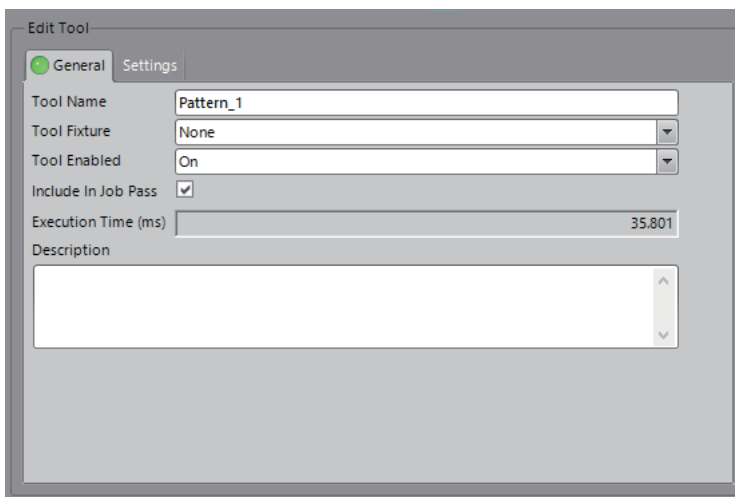 Edit Tool
General Settings
Tool Name Pattern_1
Tool Fixture None
Tool Enabled On
Include In Job Pass
Execution Time (ms) 35.801
Description